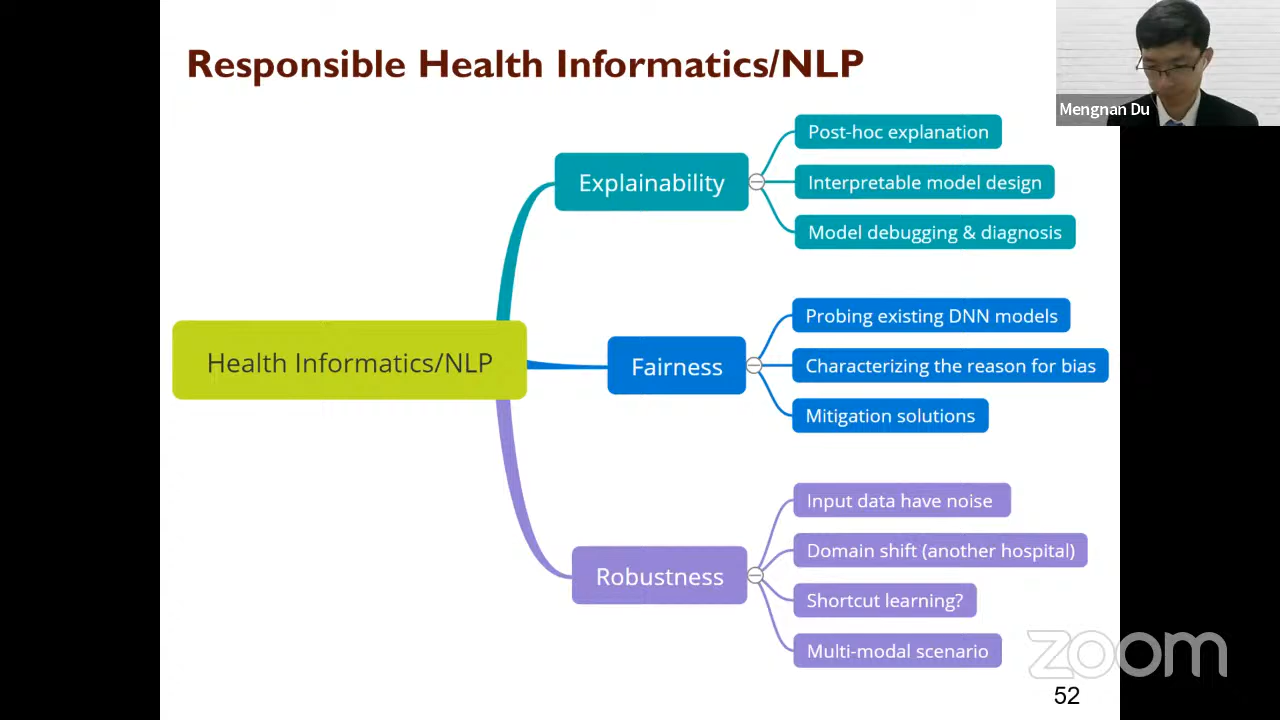 Responsible Health Informatics/NLP
Mengnan Du
Post-hoc explanation
Explainability
Interpretable model design
Model debugging & diagnosis
Health Informatics/NLP
Probing existing DNN models
Fairness
Characterizing the reason for bias
Mitigation solutions
Input data have noise
Domain shift (another hospital)
Robustness
Shortcut learning?
Multi-modal scenario
zoom
52